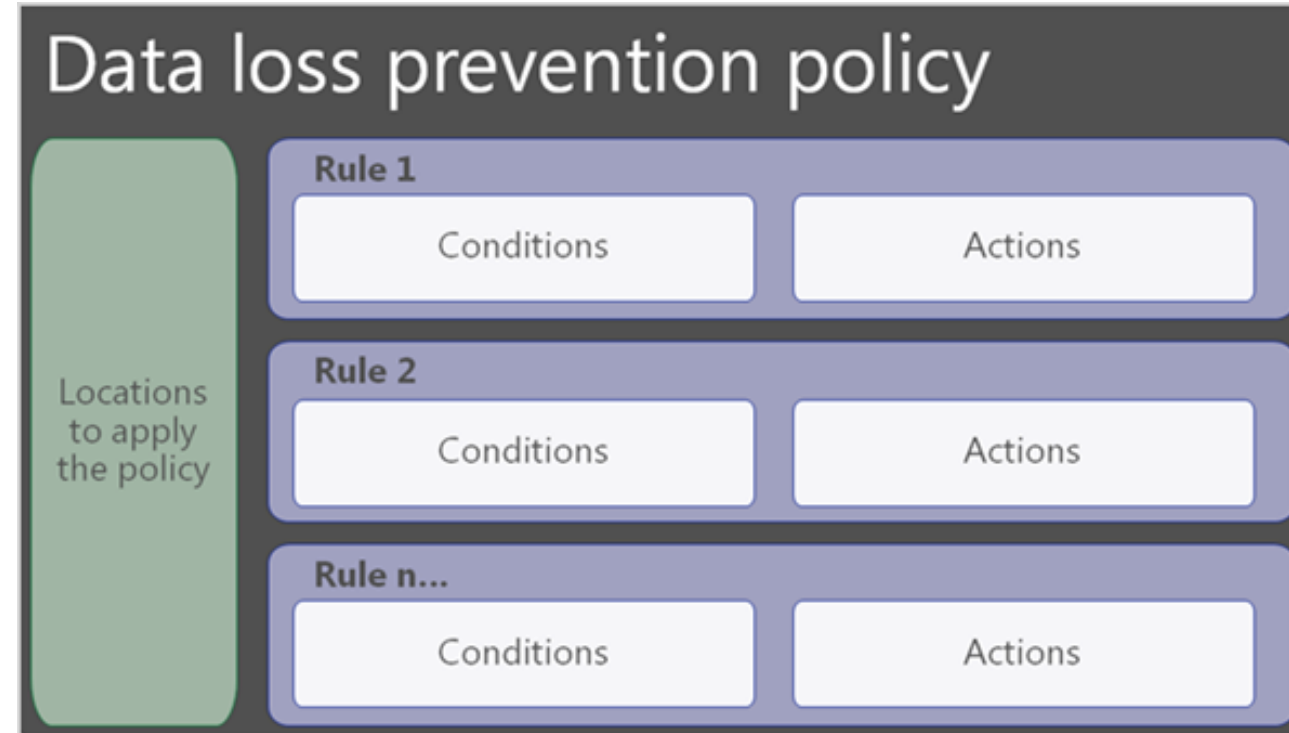 Data loss prevention policy
Locations
to apply
the policy
Rule 1
Conditions
Actions
Rule 2
Conditions
Actions
Rule n...
Conditions
Actions